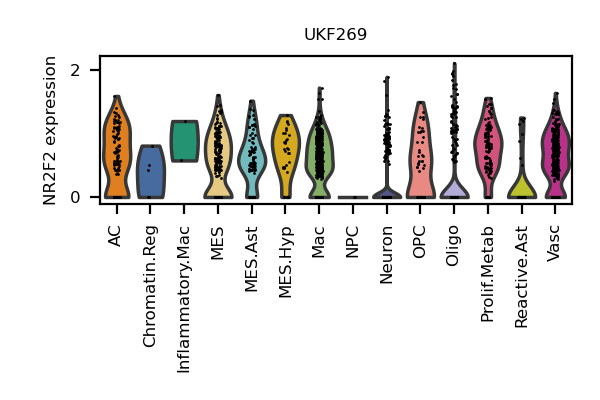 UKF269
NR2F2 expression
2
0
AC
Chromatin.Reg
Inflammatory.Mac
MES
MES.Ast
MES.Hyp
Mac
NPC
Neuron
OPC
Oligo
Prolif.Metab
Reactive.Ast
Vasc